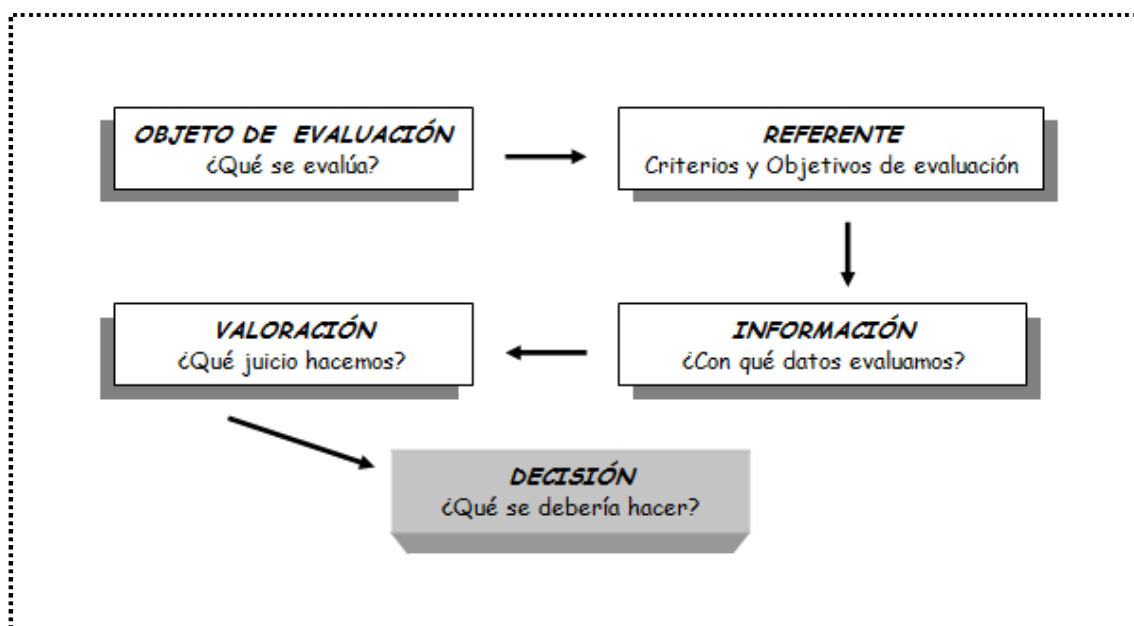 OBJETO DE EVALUACIÓN
¿Qué se evalúa?
REFERENTE
Criterios y Objetivos de evaluación
VALORACIÓN
¿Qué juicio hacemos?
INFORMACIÓN
¿Con qué datos evaluamos?
DECISIÓN
¿Qué se debería hacer?